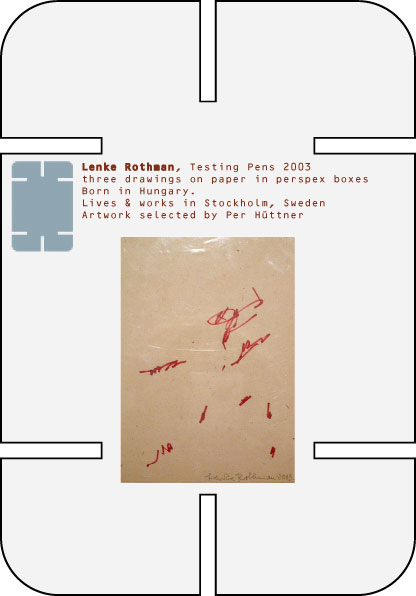 Lenke Rothman, Testing Pens 2003
three drawings on paper in perspex boxes
Born in Hungary.
Lives & works in Stockholm, Sweden
Artwork selected by Per Hüttner
Lenke Rothman 2003